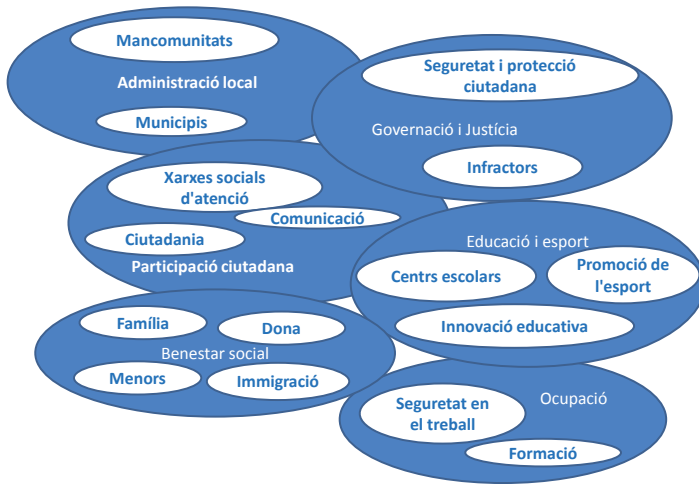 Mancomunitats
Administració local
Municipis
Seguretat i protecció
ciutadana
Governació i Justícia
Infractors
Xarxes socials
d'atenció
Comunicació
Ciutadania
Participació ciutadana
Educació i esport
Centrs escolars
Promoció de
l'esport
Innovació educativa
Família
Dona
Benestar social
Menors
Immigració
Ocupació
Seguretat en
el treball
Formació